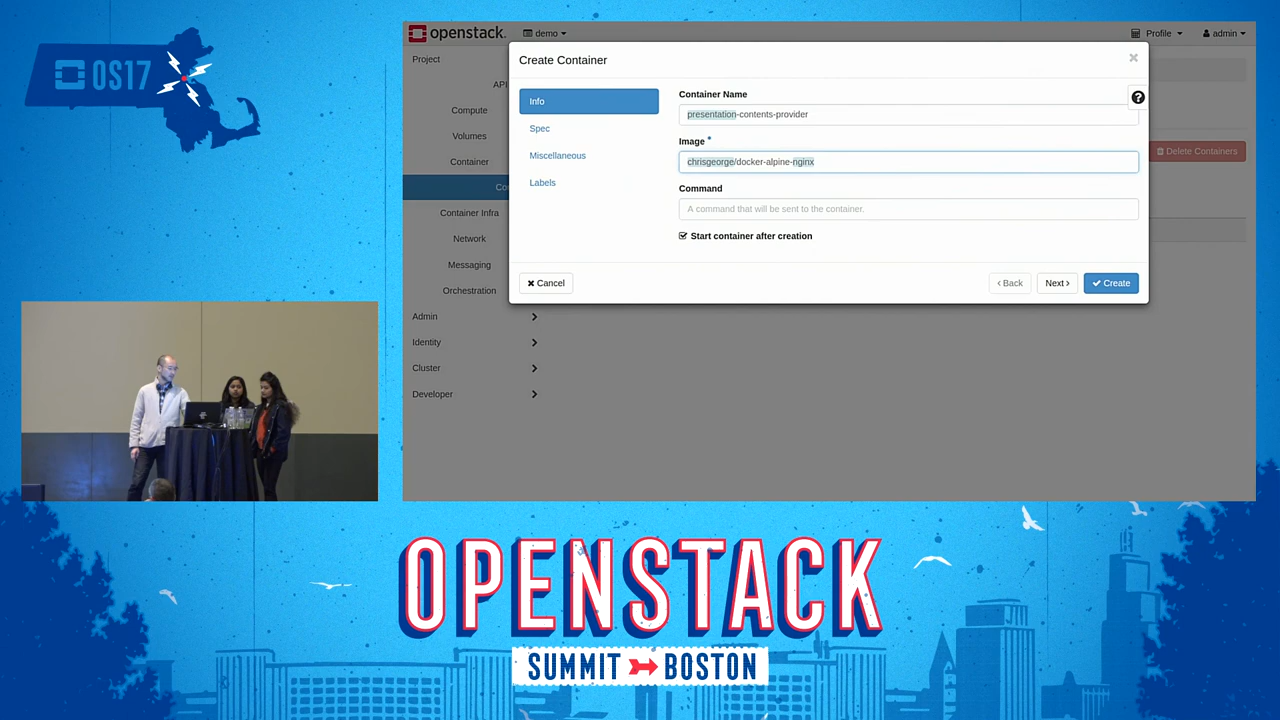 OS17
openstack.
demo
Profile
admin
Project
API
Compute
Volumes
Container
Co
Container Infra
Network
Messaging
Orchestration
Admin
Identity
Cluster
Developer
Delete Containers
Create Container
Info
Spec
Miscellaneous
Labels
Container Name
presentation-contents-provider
Image *
chrisgeorge/docker-alpine-nginx
Command
A command that will be sent to the container.
Start container after creation
Cancel
Back
Next
Create
OPENSTACK
SUMMIT BOSTON